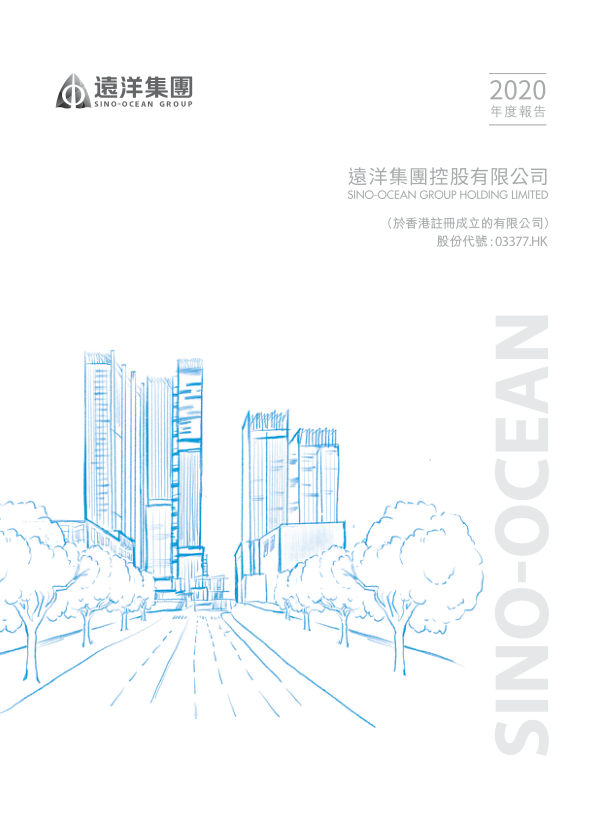 遠洋集團
SINO-OCEAN GROUP
2020
年度報告
遠洋集團控股有限公司
SINO-OCEAN GROUP HOLDING LIMITED
（於香港註冊成立的有限公司）
股份代號 : 03377.HK
SINO-OCEAN